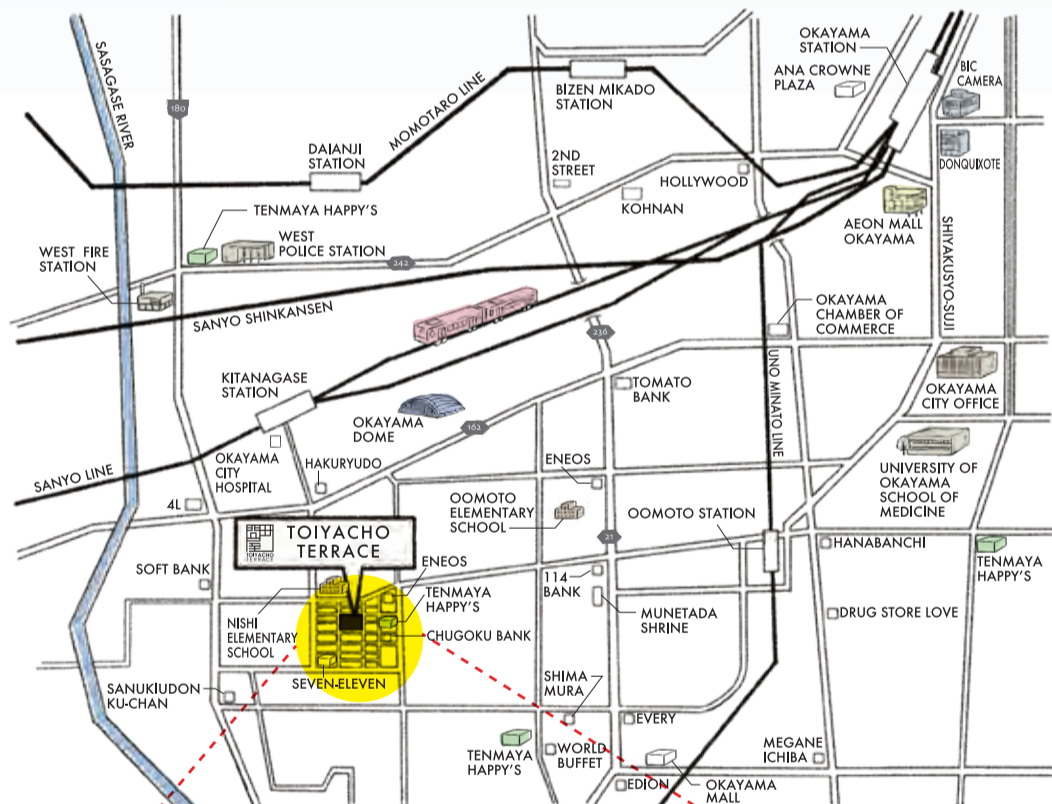 OKAYAMA
STATION
ANA CROWNE
PLAZA
BIC
CAMERA
SASAGASE RIVER
180
MOMOTARO LINE
BIZEN MIKADO
STATION
DAIANJI
STATION
2ND
STREET
HOLLYWOOD
KOHNAN
DONQUIXOTE
AEON MALL
OKAYAMA
SHIYAKUSYO-SUJI
TENMAYA HAPPY'S
WEST
POLICE STATION
WEST FIRE
STATION
242
SANYO SHINKANSEN
OKAYAMA
CHAMBER OF
COMMERCE
236
UNO MINATO LINE
KITANAGASE
STATION
TOMATO
BANK
OKAYAMA
CITY OFFICE
OKAYAMA
DOME
162
SANYO LINE
OKAYAMA
CITY
HOSPITAL
HAKURYUDO
ENEOS
UNIVERSITY OF
OKAYAMA
SCHOOL OF
MEDICINE
4L
OOMOTO
ELEMENTARY
SCHOOL
OOMOTO STATION
TOIYACHO
TERRACE
TOIYACHO
TERRACE
21
HANABANCHI
TENMAYA
HAPPY'S
SOFT BANK
ENEOS
TENMAYA
HAPPY'S
114
BANK
MUNETADA
SHRINE
DRUG STORE LOVE
NISHI
ELEMENTARY
SCHOOL
CHUGOKU BANK
SEVEN-ELEVEN
SANUKIUDON
KU-CHAN
SHIMA
MURA
EVERY
TENMAYA
HAPPY'S
WORLD
BUFFET
MEGANE
ICHIBA
EDION
OKAYAMA
MALL